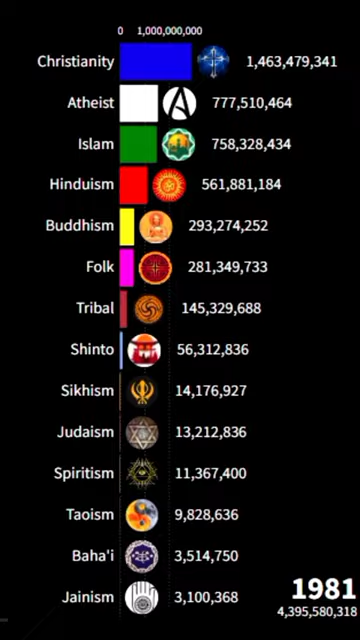 0 1,000,000,000
Christianity 1,463,479,341
Atheist 777,510,464
Islam 758,328,434
Hinduism 561,881,184
Buddhism 293,274,252
Folk 281,349,733
Tribal 145,329,688
Shinto 56,312,836
Sikhism 14,176,927
Judaism 13,212,836
Spiritism 11,367,400
Taoism 9,828,636
Baha'i 3,514,750
Jainism 3,100,368
1981
4,395,580,318